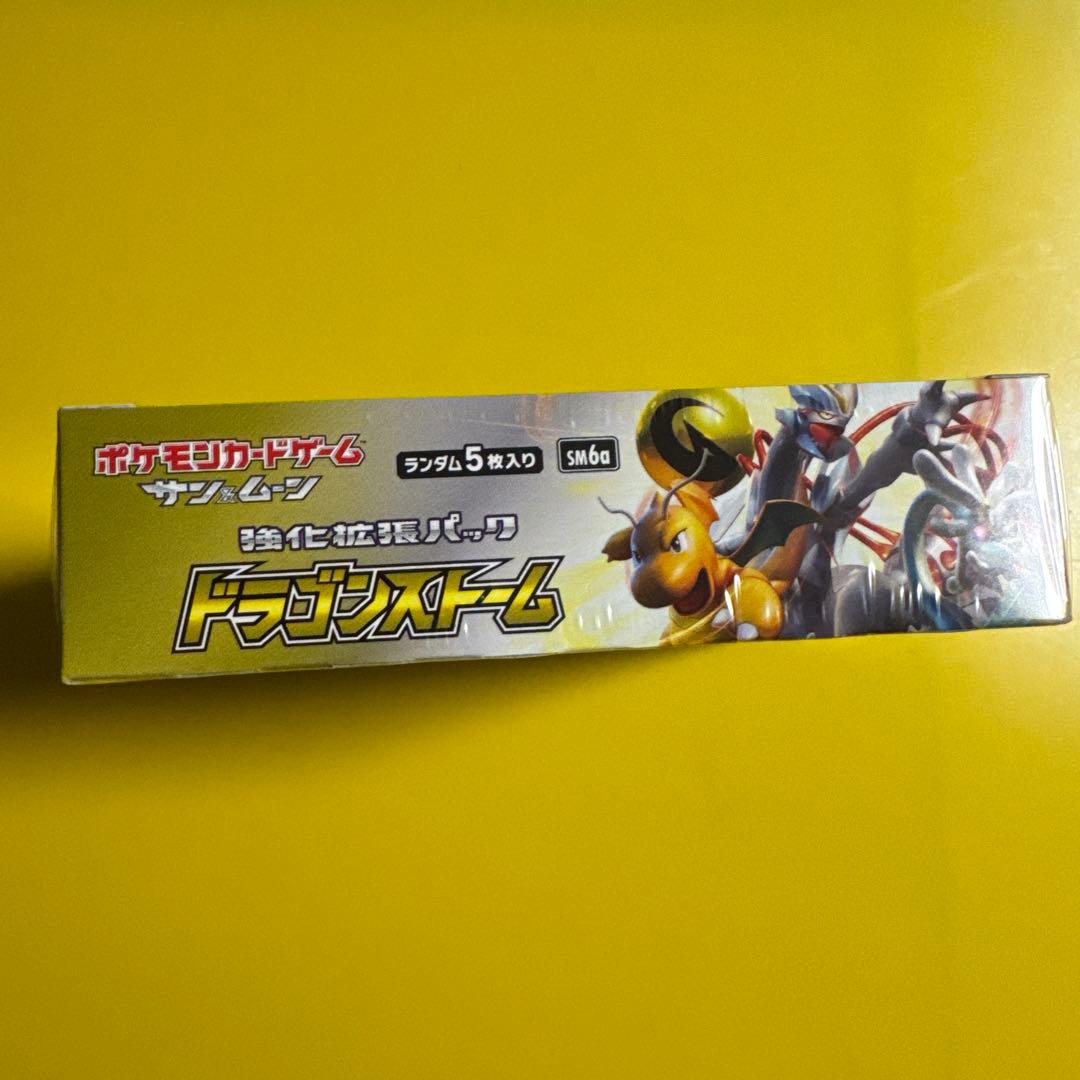 ポケモンカードゲーム™
サン&ムーン
ランダム5枚入り
SM6a
強化拡張パック
ドラゴンストーム